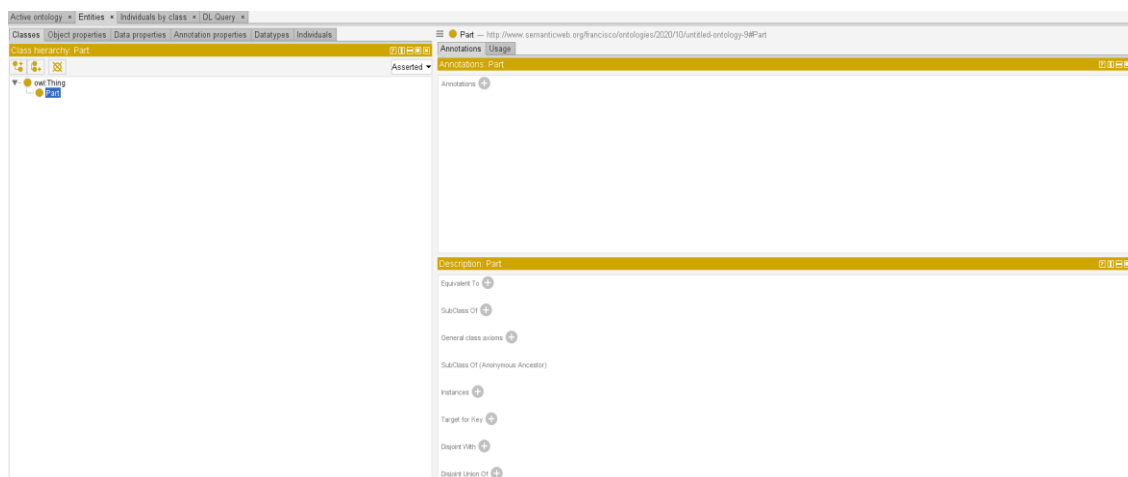 Active ontology × Entities × Individuals by class × DL Query ×
Classes Object properties Data properties Annotation properties Datatypes Individuals
Class hierarchy: Part
Asserted
owl:Thing
Part
Part — http://www.semanticweb.org/francisco/ontologies/2020/10/untitled-ontology-9#Part
Annotations Usage
Annotations: Part
Annotations
Description: Part
Equivalent To
SubClass Of
General class axioms
SubClass Of (Anonymous Ancestor)
Instances
Target for Key
Disjoint With
Disjoint Union Of